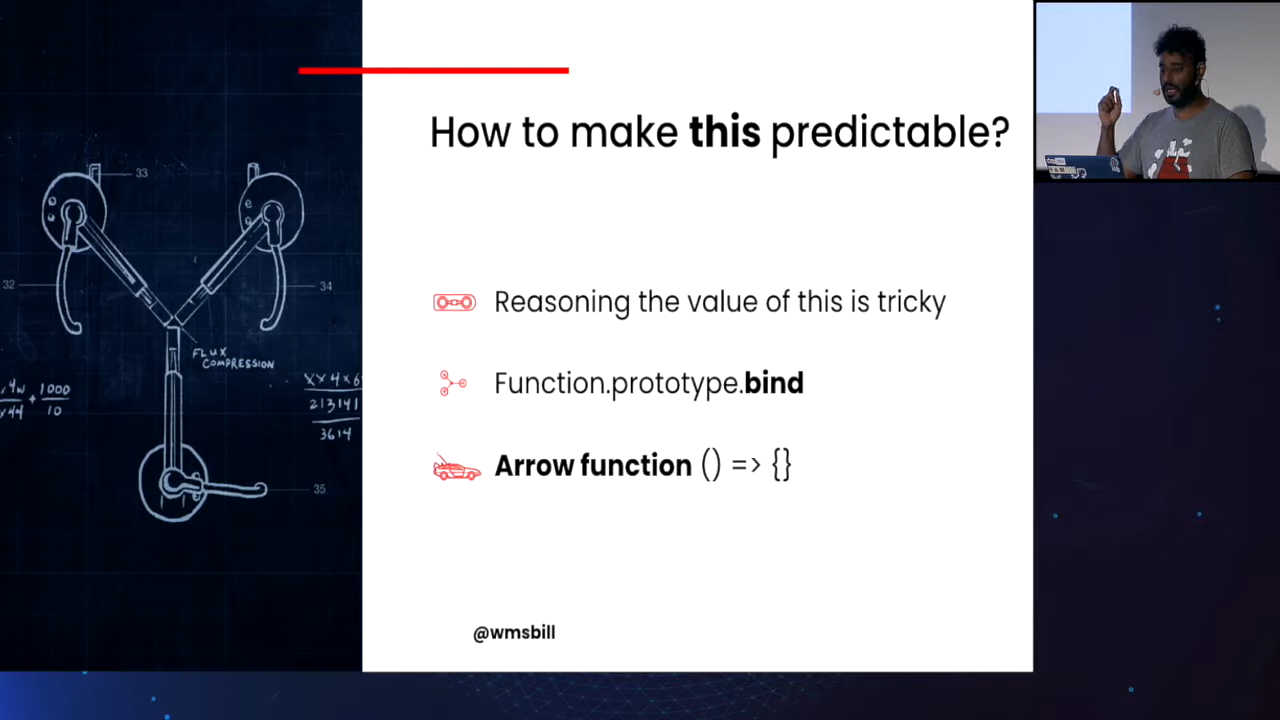 How to make this predictable?
Reasoning the value of this is tricky
Function.prototype.bind
Arrow function () => {}
@wmsbill
33
32
34
FLUX
COMPRESSION
1000
10
XX4X6
213141
3614
35